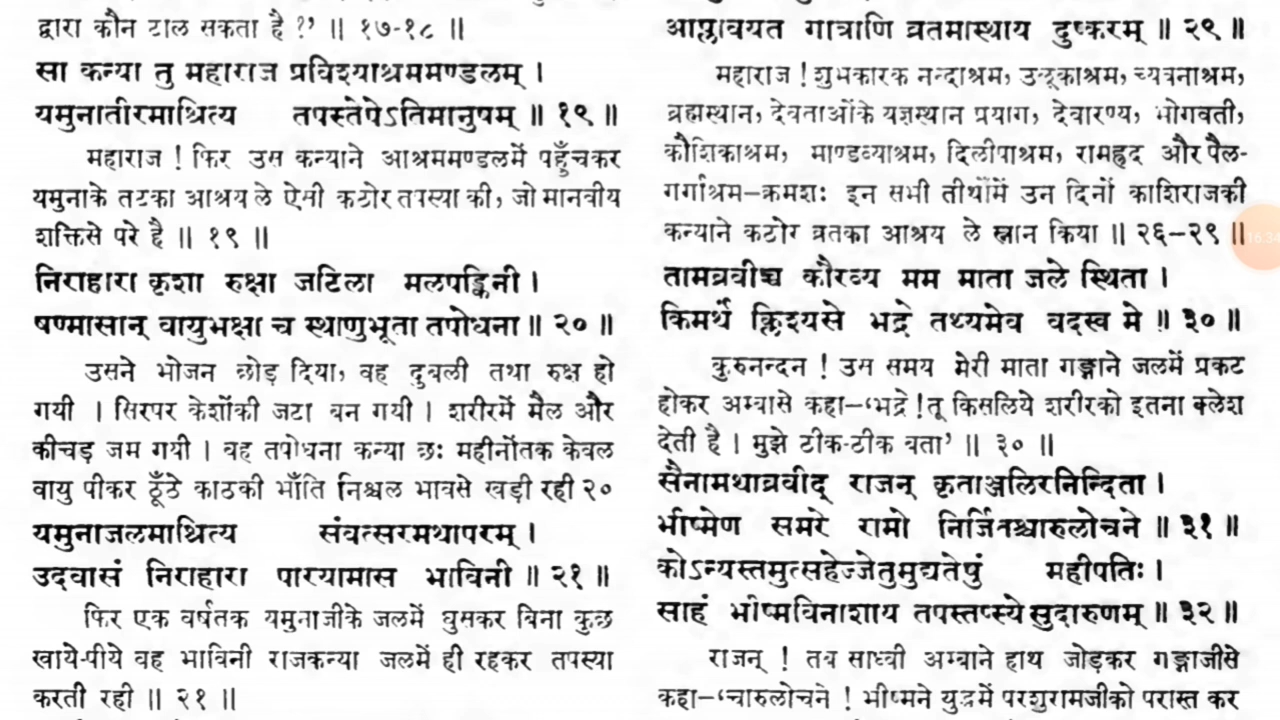 द्वारा कौन टाल सकता है ?' ॥ १७-१८ ॥
सा कन्या तु महाराज प्रविश्याश्रममण्डलम् ।
यमुनातीरमाश्रित्य तपस्तेपेऽतिमानुषम् ॥ १९ ॥
महाराज ! फिर उस कन्याने आश्रममण्डलमें पहुँचकर
यमुनाके तटका आश्रय ले ऐसी कठोर तपस्या की, जो मानवीय
शक्तिसे परे है ॥ १९ ॥
निराहारा कृशा रुक्षा जटिला मलपङ्किनी ।
षण्मासान् वायुभक्षा च स्थाणुभूता तपोधना ॥ २० ॥
उसने भोजन छोड़ दिया, वह दुबली तथा रुक्ष हो
गयी । सिरपर केशोंकी जटा बन गयी । शरीरमें मैल और
कीचड़ जम गयी । वह तपोधना कन्या छः महीनोंतक केवल
वायु पीकर ठूँठे काठकी भाँति निश्चल भावसे खड़ी रही २०
यमुनाजलमाश्रित्य संवत्सरमथापरम् ।
उदवासं निराहारा पारयामास भाविनी ॥ २१ ॥
फिर एक वर्षतक यमुनाजीके जलमें घुसकर बिना कुछ
खाये-पीये वह भाविनी राजकन्या जलमें ही रहकर तपस्या
करती रही ॥ २१ ॥
आप्लावयत गात्राणि व्रतमास्थाय दुष्करम् ॥ २९ ॥
महाराज ! शुभकारक नन्दाश्रम, उलूकाश्रम, च्यवनाश्रम,
ब्रह्मस्थान, देवताओंके यज्ञस्थान प्रयाग, देवारण्य, भोगवती,
कौशिकाश्रम, माण्डव्याश्रम, दिलीपाश्रम, रामह्रद और पैल-
गर्गाश्रम–क्रमशः इन सभी तीर्थोंमें उन दिनों काशिराजकी
कन्याने कठोर व्रतका आश्रय ले स्नान किया ॥ २६–२९ ॥
16:34
तामब्रवीच्च कौरव्य मम माता जले स्थिता ।
किमर्थं क्लिश्यसे भद्रे तथ्यमेव वदस्व मे ॥ ३० ॥
कुरुनन्दन ! उस समय मेरी माता गङ्गाने जलमें प्रकट
होकर अम्बासे कहा—'भद्रे ! तू किसलिये शरीरको इतना क्लेश
देती है । मुझे ठीक-ठीक बता' ॥ ३० ॥
सैनामथाब्रवीद् राजन् कृताञ्जलिरनिन्दिता ।
भीष्मेण समरे रामो निर्जितश्चारुलोचने ॥ ३१ ॥
कोऽन्यस्तमुत्सहेज्जेतुमुद्यतेषुं महीपतिः ।
साहं भीष्मविनाशाय तपस्तप्स्ये सुदारुणम् ॥ ३२ ॥
राजन् ! तब साध्वी अम्बाने हाथ जोड़कर गङ्गाजीसे
कहा—'चारुलोचने ! भीष्मने युद्धमें परशुरामजीको परास्त कर